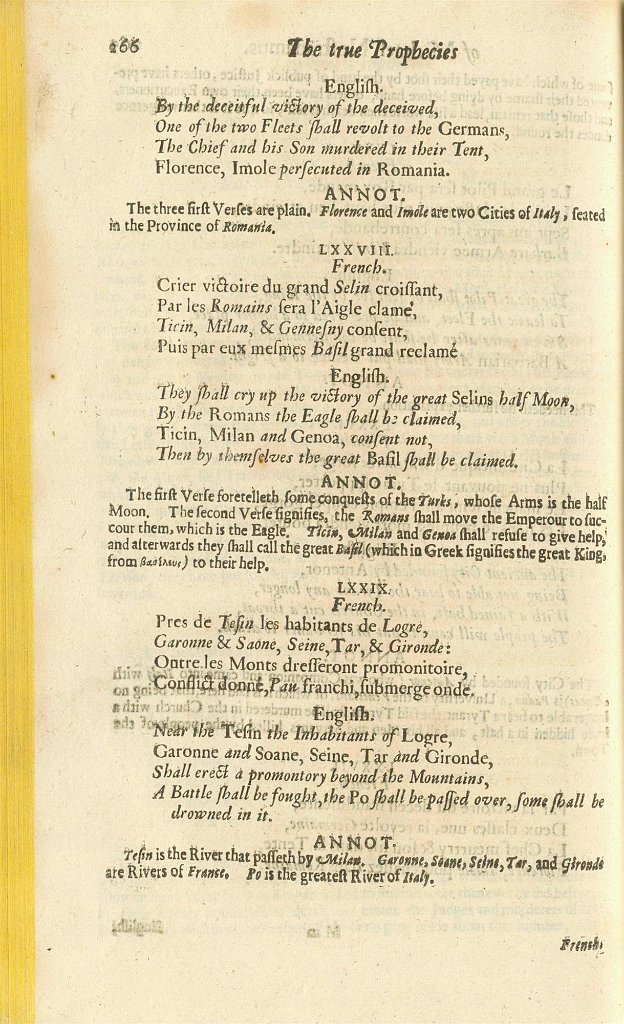 266 The true Prophecies
Engliſh.
By the deceitful victory of the deceived,
One of the two Fleets ſhall revolt to the Germans,
The Chief and his Son murdered in their Tent,
Florence, Imole perſecuted in Romania.
ANNOT.
The three firſt Verſes are plain. Florence and Imole are two Cities of Italy, ſeated
in the Province of Romania.
LXXVIII.
French.
Crier victoire du grand Selin croiſſant,
Par les Romains ſera l'Aigle clamé,
Ticin, Milan, & Genneſny conſent,
Puis par eux meſmes Baſil grand reclamé
Engliſh.
They ſhall cry up the victory of the great Selins half Moon,
By the Romans the Eagle ſhall be claimed,
Ticin, Milan and Genoa, conſent not,
Then by themſelves the great Baſil ſhall be claimed.
ANNOT.
The firſt Verſe foretelleth ſome conqueſts of the Turks, whoſe Arms is the half
Moon. The ſecond Verſe ſignifies, the Romans ſhall move the Emperour to ſuc-
cour them, which is the Eagle. Ticin, Milan and Genoa ſhall refuſe to give help,
and afterwards they ſhall call the great Baſil (which in Greek ſignifies the great King,
from βασιλευς) to their help.
LXXIX.
French.
Pres de Teſin les habitants de Logre,
Garonne & Saone, Seine, Tar, & Gironde:
Outre les Monts dreſſeront promonitoire,
Conflict donné, Pau franchi, ſubmerge onde.
Engliſh.
Near the Teſin the Inhabitants of Logre,
Garonne and Soane, Seine, Tar and Gironde,
Shall erect a promontory beyond the Mountains,
A Battle ſhall be fought, the Po ſhall be paſſed over, ſome ſhall be
drowned in it.
ANNOT.
Teſin is the River that paſſeth by Milan. Garonne, Soane, Seine, Tar, and Gironde
are Rivers of France. Po is the greateſt River of Italy.
French: